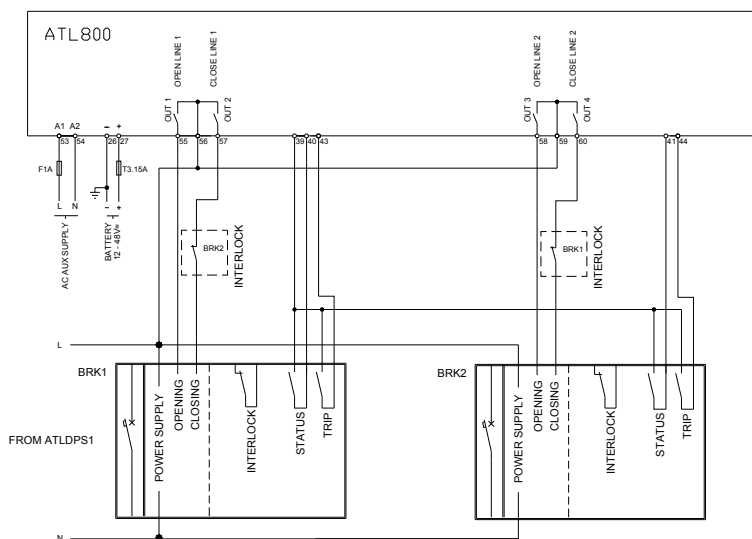 ATL800
OPEN LINE 1
CLOSE LINE 1
OPEN LINE 2
CLOSE LINE 2
OUT 1
OUT 2
OUT 3
OUT 4
A1 A2 - +
53 54 26 27 55 56 57 39 40 43 58 59 60 41 44
F1A
T3.15A
L N - +
AC AUX SUPPLY
BATTERY
12 - 48V=
BRK2
INTERLOCK
BRK1
INTERLOCK
L
BRK1
POWER SUPPLY
OPENING
CLOSING
INTERLOCK
STATUS
TRIP
BRK2
POWER SUPPLY
OPENING
CLOSING
INTERLOCK
STATUS
TRIP
FROM ATLDPS1
N